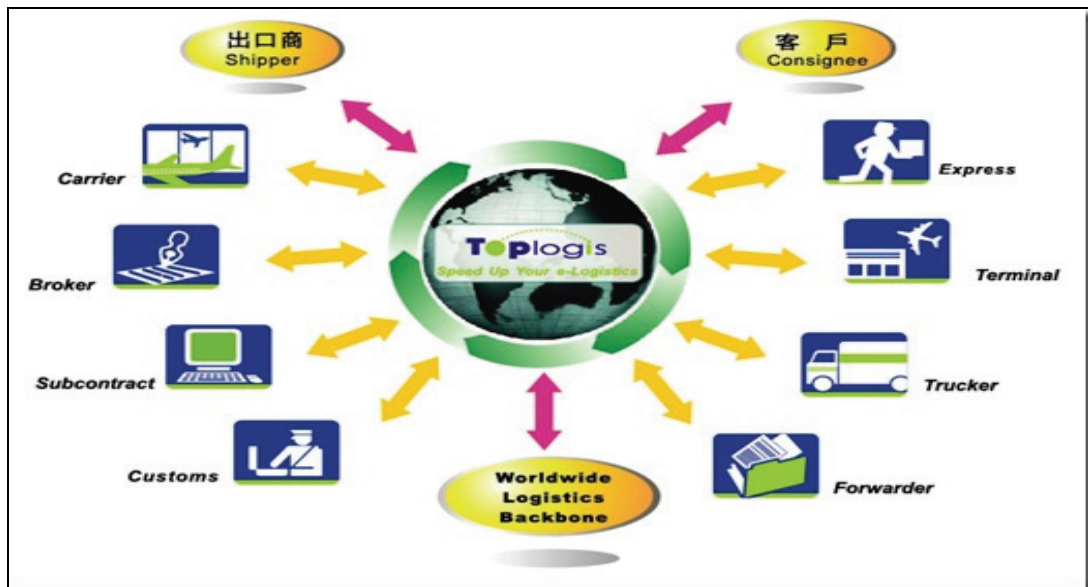 出口商
Shipper
客 戶
Consignee
Carrier
Express
Toplogis
Speed Up Your e-Logistics
Broker
Terminal
Subcontract
Trucker
Customs
Forwarder
Worldwide
Logistics
Backbone